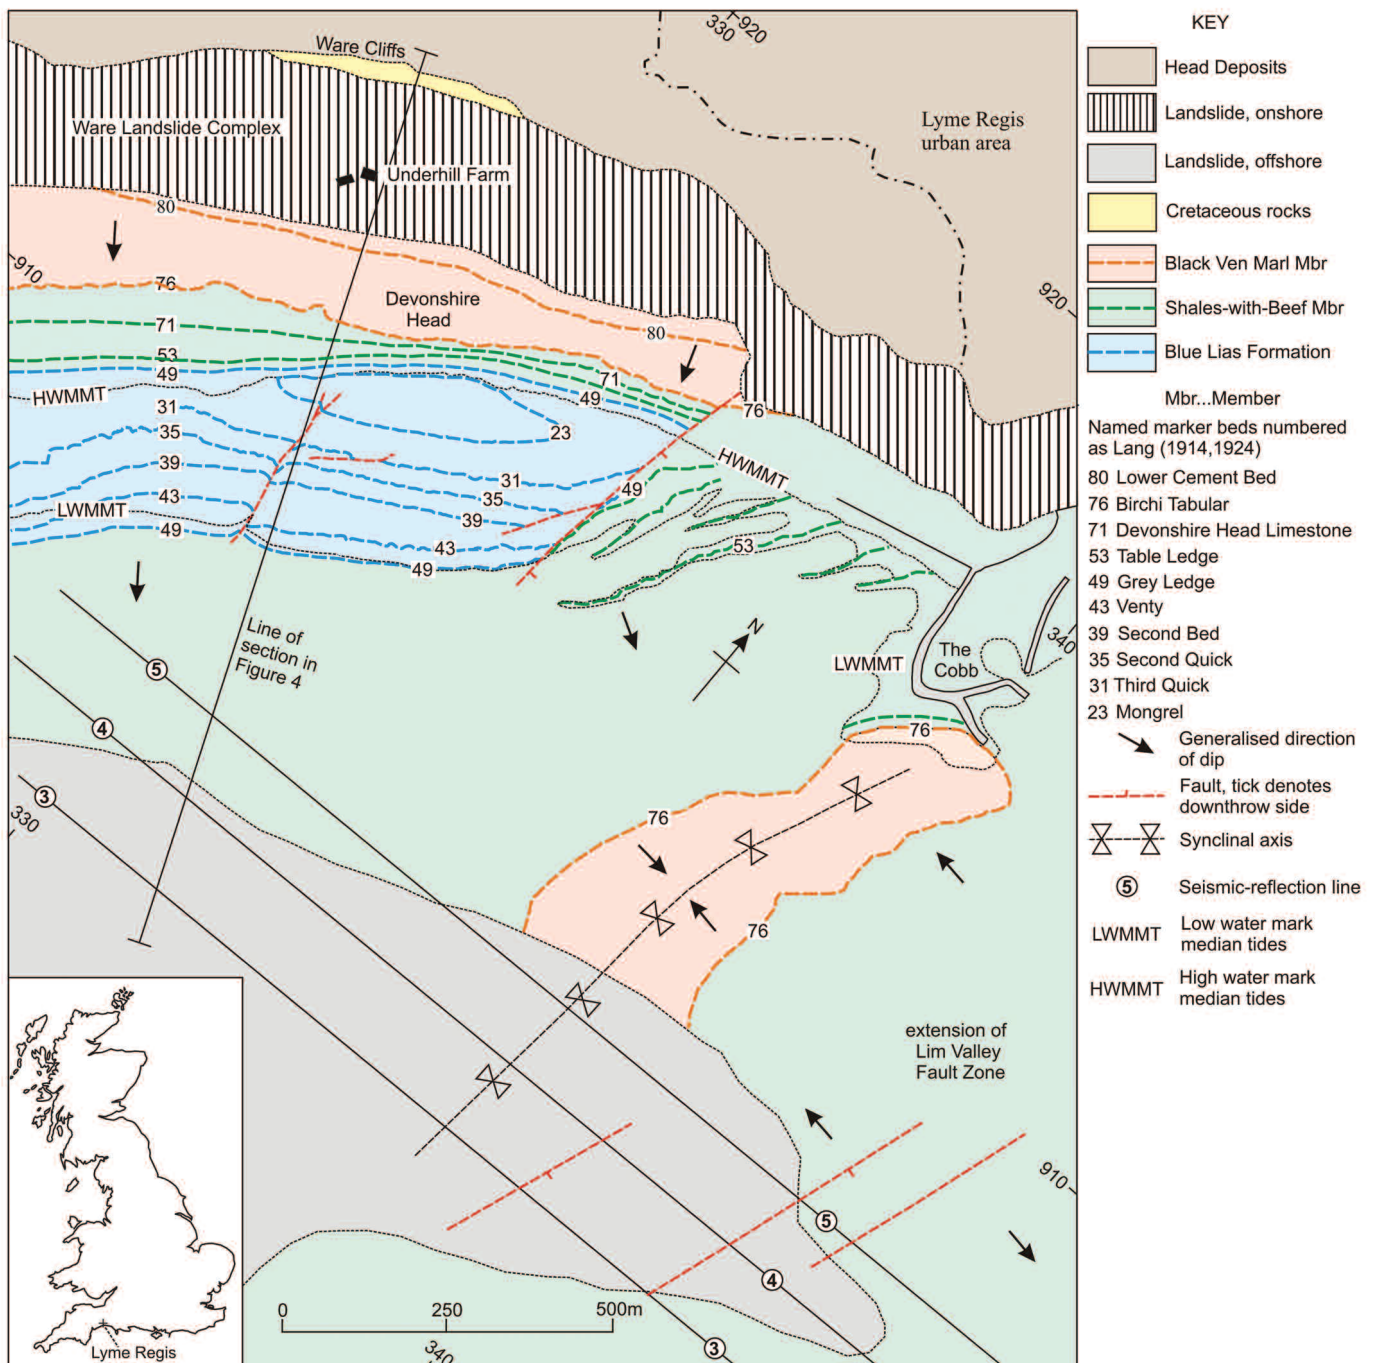 330
920
Ware Cliffs
Lyme Regis
urban area
Ware Landslide Complex
Underhill Farm
80
910
920
76
Devonshire
Head
71
80
53
49
71
HWMMT
49
76
31
23
35
HWMMT
39
31
49
43
35
LWMMT
39
49
43
53
49
N
Line of
section in
Figure 4
LWMMT
The
Cobb
340
5
4
76
3
330
76
76
extension of
Lim Valley
Fault Zone
910
5
4
0
250
500m
3
340
Lyme Regis
KEY
Head Deposits
Landslide, onshore
Landslide, offshore
Cretaceous rocks
Black Ven Marl Mbr
Shales-with-Beef Mbr
Blue Lias Formation
Mbr...Member
Named marker beds numbered
as Lang (1914,1924)
80 Lower Cement Bed
76 Birchi Tabular
71 Devonshire Head Limestone
53 Table Ledge
49 Grey Ledge
43 Venty
39 Second Bed
35 Second Quick
31 Third Quick
23 Mongrel
Generalised direction
of dip
Fault, tick denotes
downthrow side
Synclinal axis
5 Seismic-reflection line
LWMMT Low water mark
median tides
HWMMT High water mark
median tides